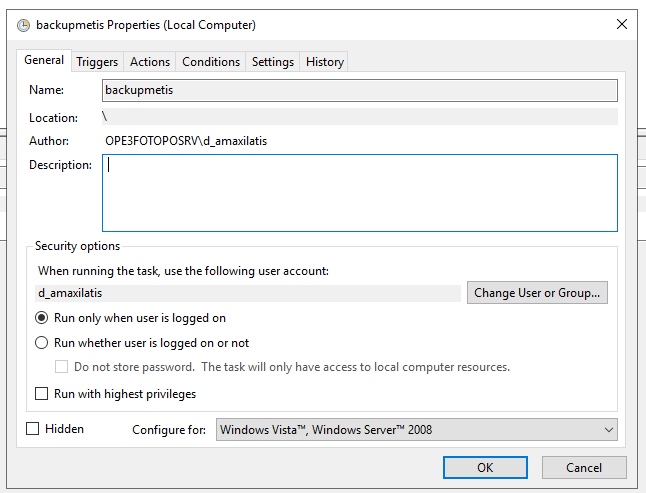 backupmetis Properties (Local Computer)
General Triggers Actions Conditions Settings History
Name: backupmetis
Location: \
Author: OPE3FOTOPOSRV\d_amaxilatis
Description:
Security options
When running the task, use the following user account:
d_amaxilatis Change User or Group...
Run only when user is logged on
Run whether user is logged on or not
Do not store password. The task will only have access to local computer resources.
Run with highest privileges
Hidden Configure for: Windows Vista™, Windows Server™ 2008
OK Cancel